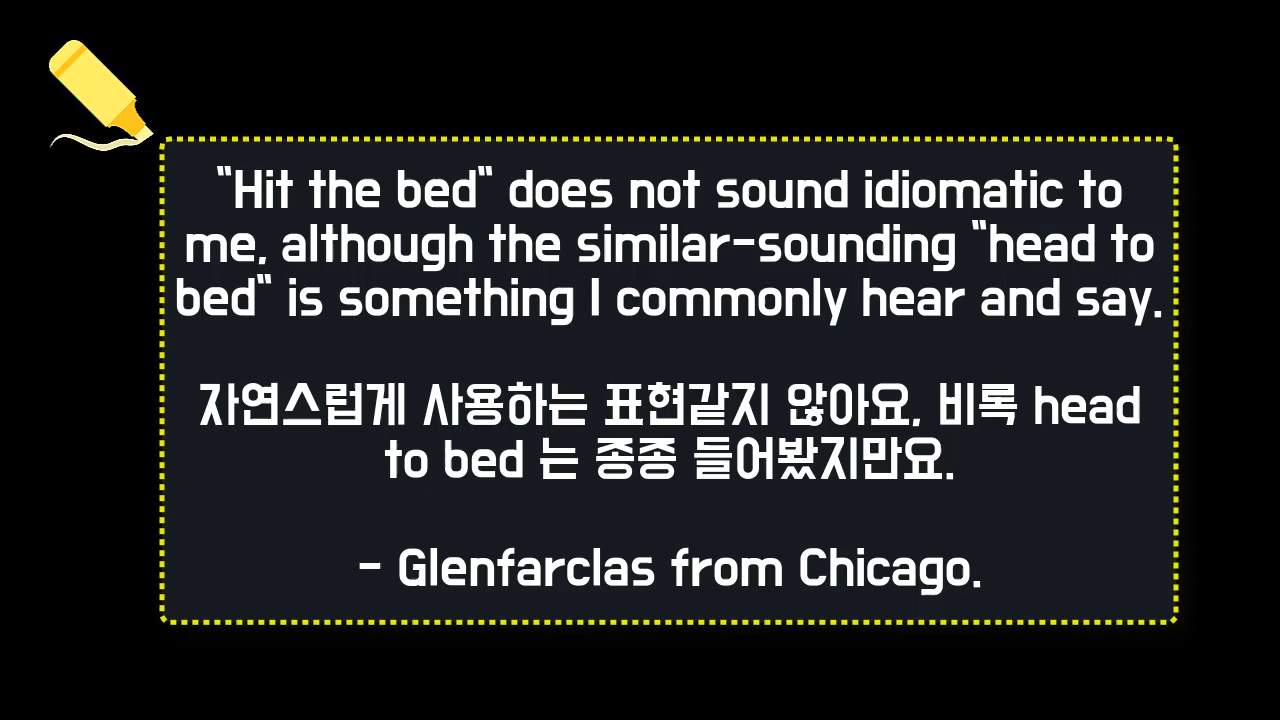 "Hit the bed" does not sound idiomatic to
me, although the similar-sounding "head to
bed" is something I commonly hear and say.
자연스럽게 사용하는 표현같지 않아요, 비록 head
to bed 는 종종 들어봤지만요.
- Glenfarclas from Chicago.